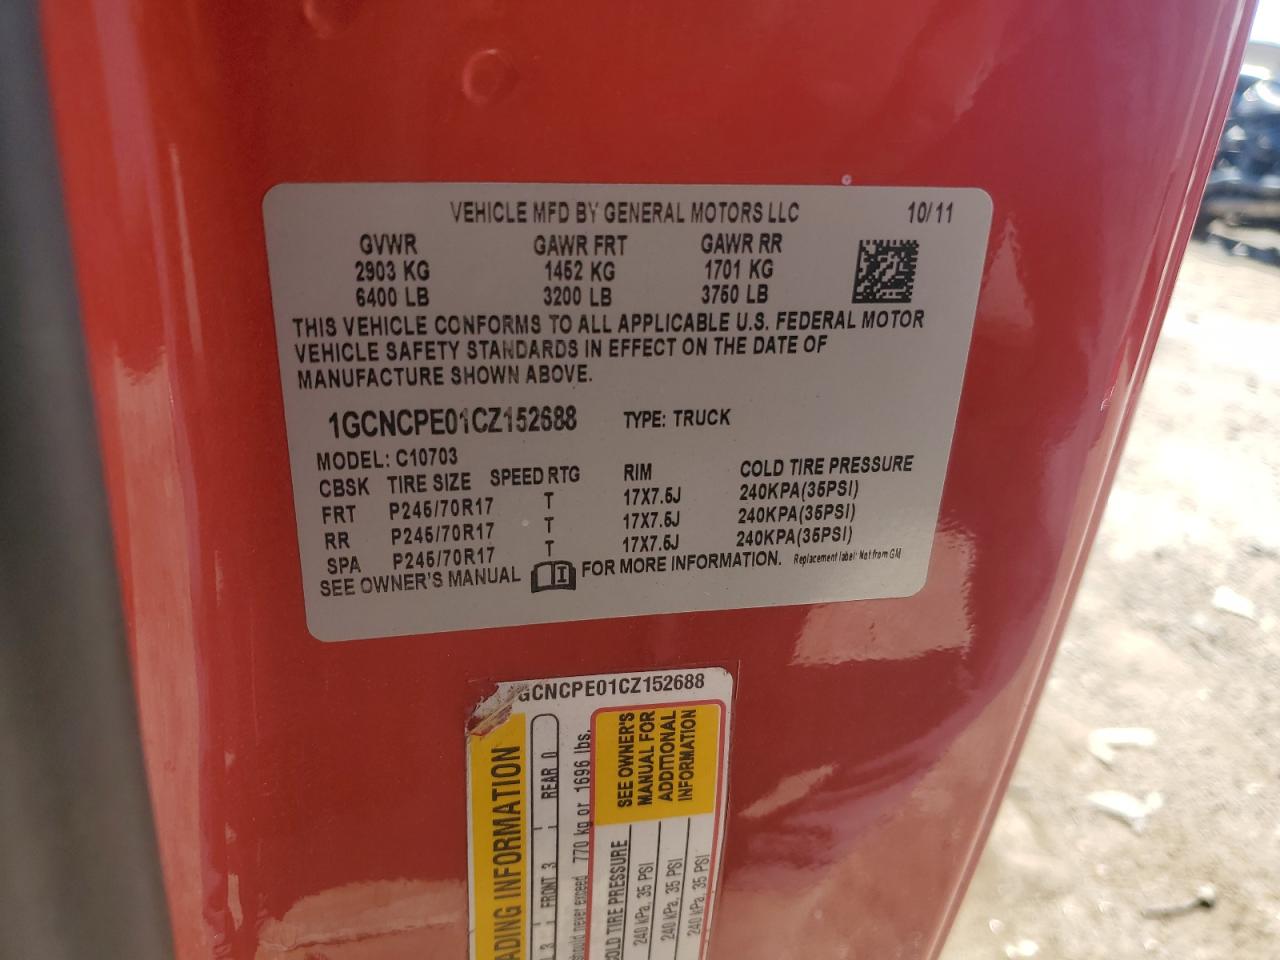 VEHICLE MFD BY GENERAL MOTORS LLC 10/11
GVWR GAWR FRT GAWR RR
2903 KG 1452 KG 1701 KG
6400 LB 3200 LB 3750 LB
THIS VEHICLE CONFORMS TO ALL APPLICABLE U.S. FEDERAL MOTOR
VEHICLE SAFETY STANDARDS IN EFFECT ON THE DATE OF
MANUFACTURE SHOWN ABOVE.
1GCNCPE01CZ152688 TYPE: TRUCK
MODEL: C10703
CBSK TIRE SIZE SPEED RTG RIM COLD TIRE PRESSURE
FRT P245/70R17 T 17X7.5J 240KPA(35PSI)
RR P245/70R17 T 17X7.5J 240KPA(35PSI)
SPA P245/70R17 T 17X7.5J 240KPA(35PSI)
SEE OWNER'S MANUAL FOR MORE INFORMATION. Replacement label: Not from GM
GCNCPE01CZ152688
ADING INFORMATION
L 3 FRONT 3 REAR 0
should never exceed 770 kg or 1696 lbs.
SEE OWNER'S
MANUAL FOR
ADDITIONAL
INFORMATION
COLD TIRE PRESSURE
240 kPa, 35 PSI
240 kPa, 35 PSI
240 kPa, 35 PSI